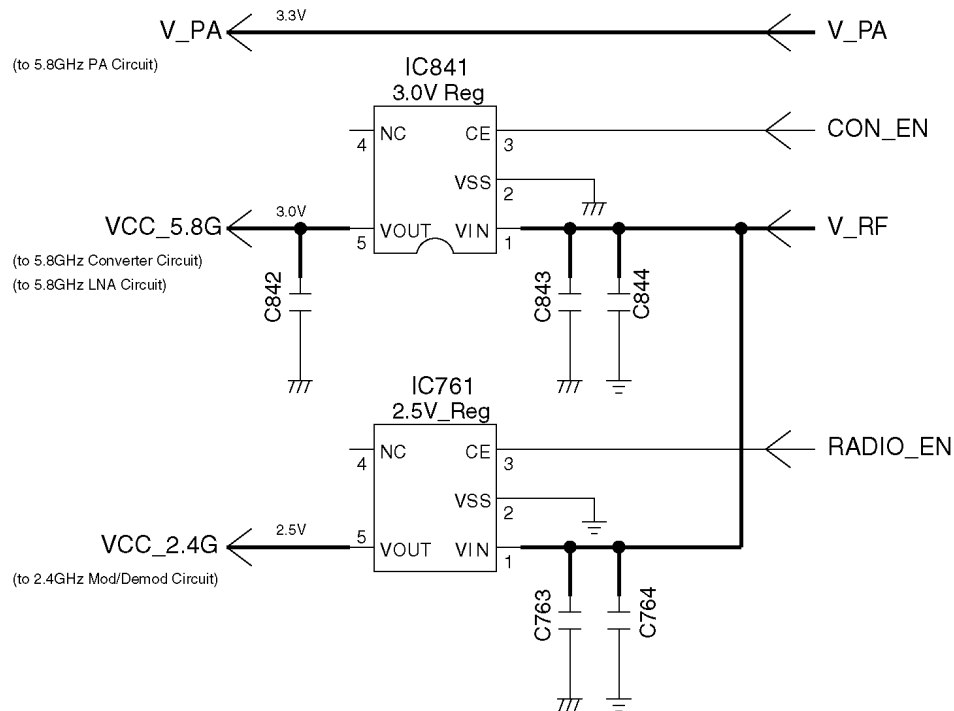 V_PA
3.3V
V_PA
(to 5.8GHz PA Circuit)
IC841
3.0V Reg
NC
CE
4
3
CON_EN
VSS
2
VCC_5.8G
3.0V
5
VOUT
VIN
1
V_RF
(to 5.8GHz Converter Circuit)
(to 5.8GHz LNA Circuit)
C842
C843
C844
IC761
2.5V_Reg
NC
CE
4
3
RADIO_EN
VSS
2
VCC_2.4G
2.5V
5
VOUT
VIN
1
(to 2.4GHz Mod/Demod Circuit)
C763
C764